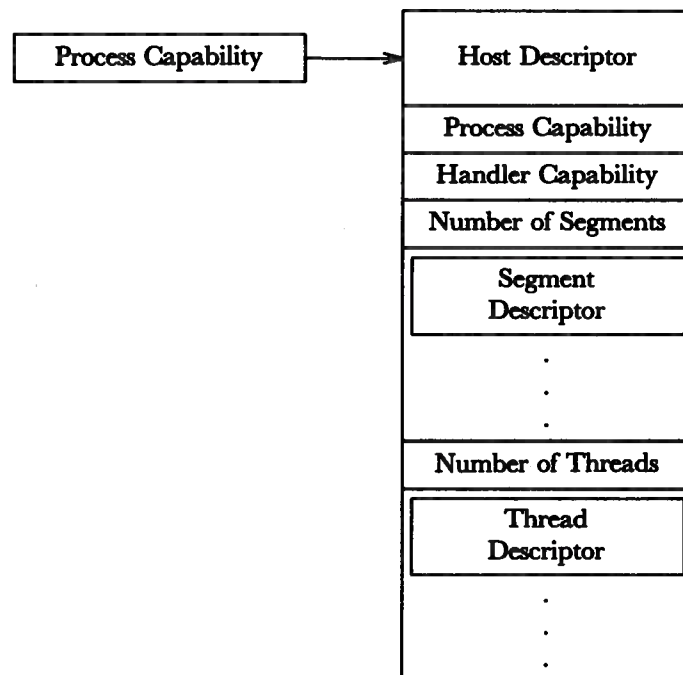 Process Capability
Host Descriptor
Process Capability
Handler Capability
Number of Segments
Segment
Descriptor
.
.
.
Number of Threads
Thread
Descriptor
.
.
.